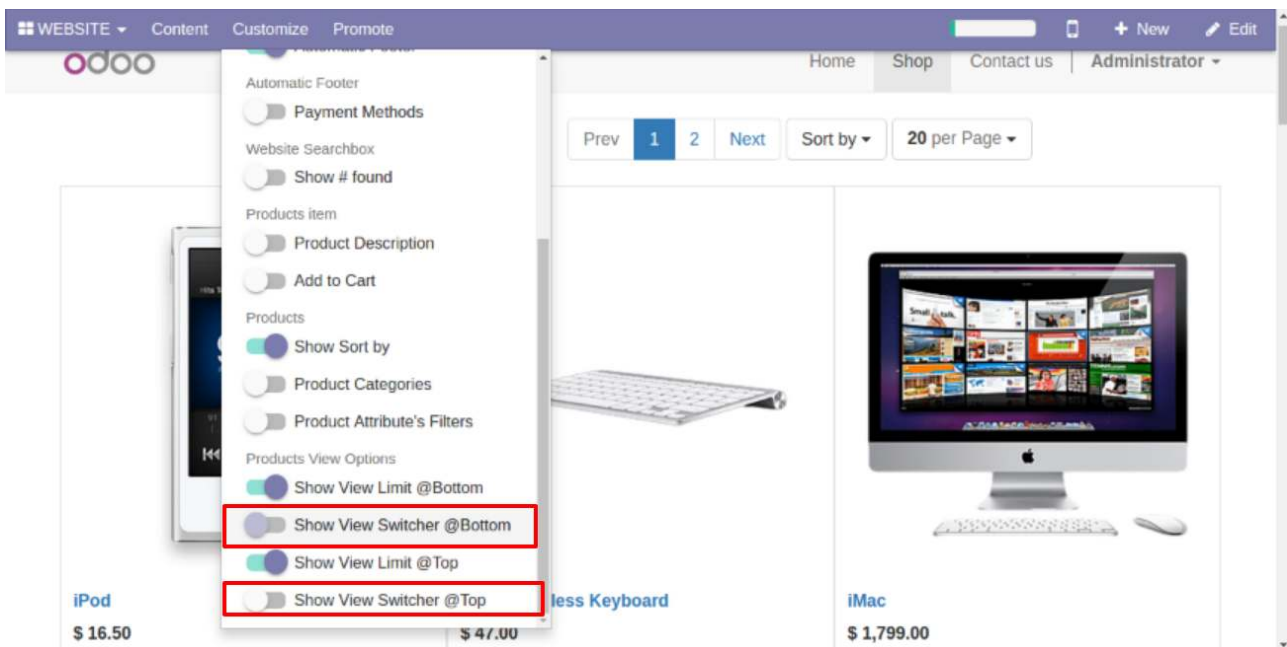 WEBSITE Content Customize Promote New Edit
odoo Home Shop Contact us Administrator
Automatic Footer
Automatic Footer
Payment Methods
Prev 1 2 Next Sort by 20 per Page
Website Searchbox
Show # found
Products item
Product Description
Add to Cart
Products
Show Sort by
Product Categories
Product Attribute's Filters
Products View Options
Show View Limit @Bottom
Show View Switcher @Bottom
Show View Limit @Top
Show View Switcher @Top
iPod less Keyboard iMac
$ 16.50 $ 47.00 $ 1,799.00